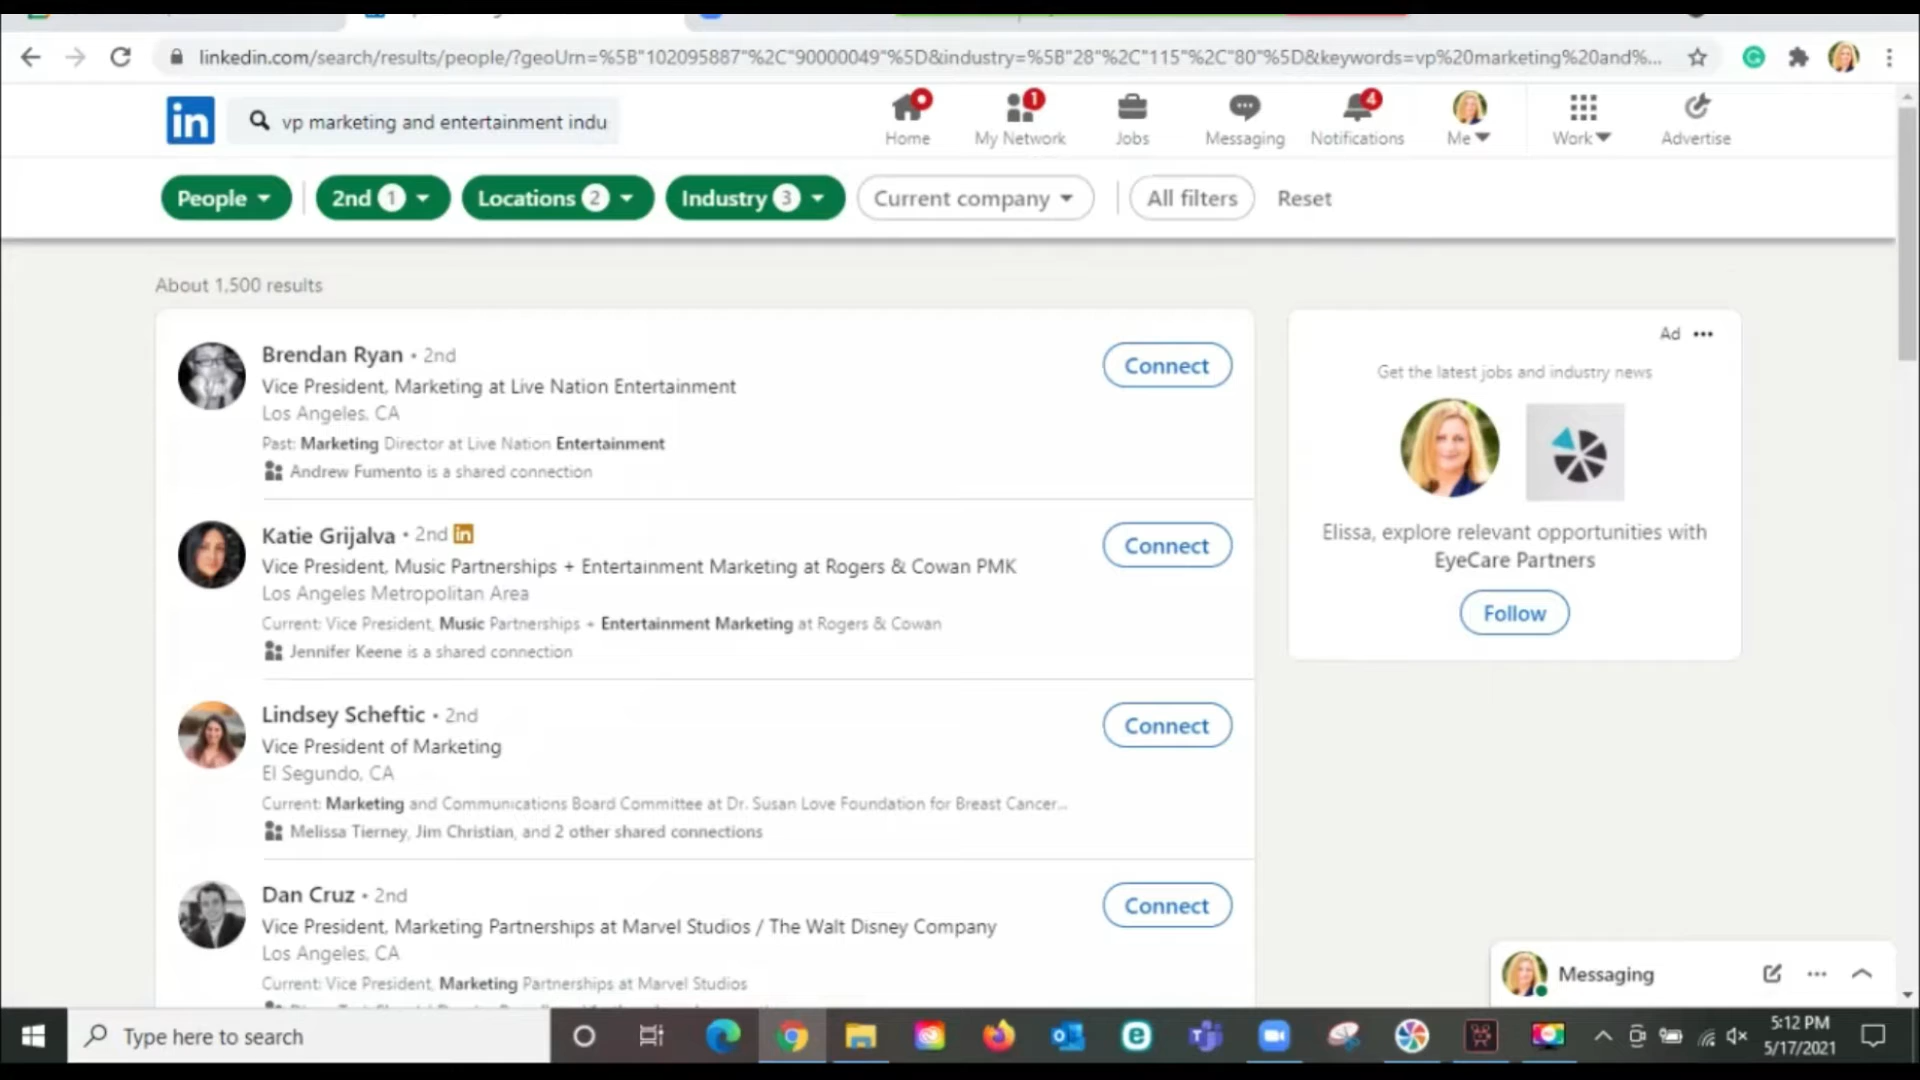 linkedin.com/search/results/people/?geoUrn=%5B"102095887"%2C"90000049"%5D&industry=%5B"28"%2C"115"%2C"80"%5D&keywords=vp%20marketing%20and%...
in
vp marketing and entertainment indu
Home
1
My Network
Jobs
Messaging
4
Notifications
Me
Work
Advertise
People
2nd 1
Locations 2
Industry 3
Current company
All filters
Reset
About 1,500 results
Brendan Ryan • 2nd
Vice President, Marketing at Live Nation Entertainment
Los Angeles, CA
Past: Marketing Director at Live Nation Entertainment
Andrew Fumento is a shared connection
Connect
Katie Grijalva • 2nd in
Vice President, Music Partnerships + Entertainment Marketing at Rogers & Cowan PMK
Los Angeles Metropolitan Area
Current: Vice President, Music Partnerships + Entertainment Marketing at Rogers & Cowan
Jennifer Keene is a shared connection
Connect
Lindsey Scheftic • 2nd
Vice President of Marketing
El Segundo, CA
Current: Marketing and Communications Board Committee at Dr. Susan Love Foundation for Breast Cancer...
Melissa Tierney, Jim Christian, and 2 other shared connections
Connect
Dan Cruz • 2nd
Vice President, Marketing Partnerships at Marvel Studios / The Walt Disney Company
Los Angeles, CA
Current: Vice President, Marketing Partnerships at Marvel Studios
Connect
Ad
Get the latest jobs and industry news
Elissa, explore relevant opportunities with
EyeCare Partners
Follow
Messaging
Type here to search
5:12 PM
5/17/2021